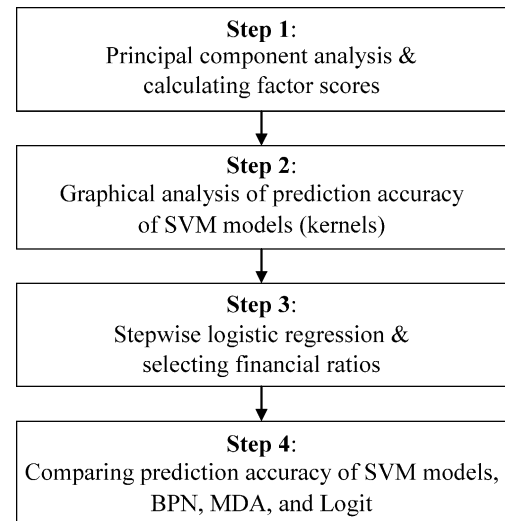 Step 1:
Principal component analysis &
calculating factor scores
Step 2:
Graphical analysis of prediction accuracy
of SVM models (kernels)
Step 3:
Stepwise logistic regression &
selecting financial ratios
Step 4:
Comparing prediction accuracy of SVM models,
BPN, MDA, and Logit